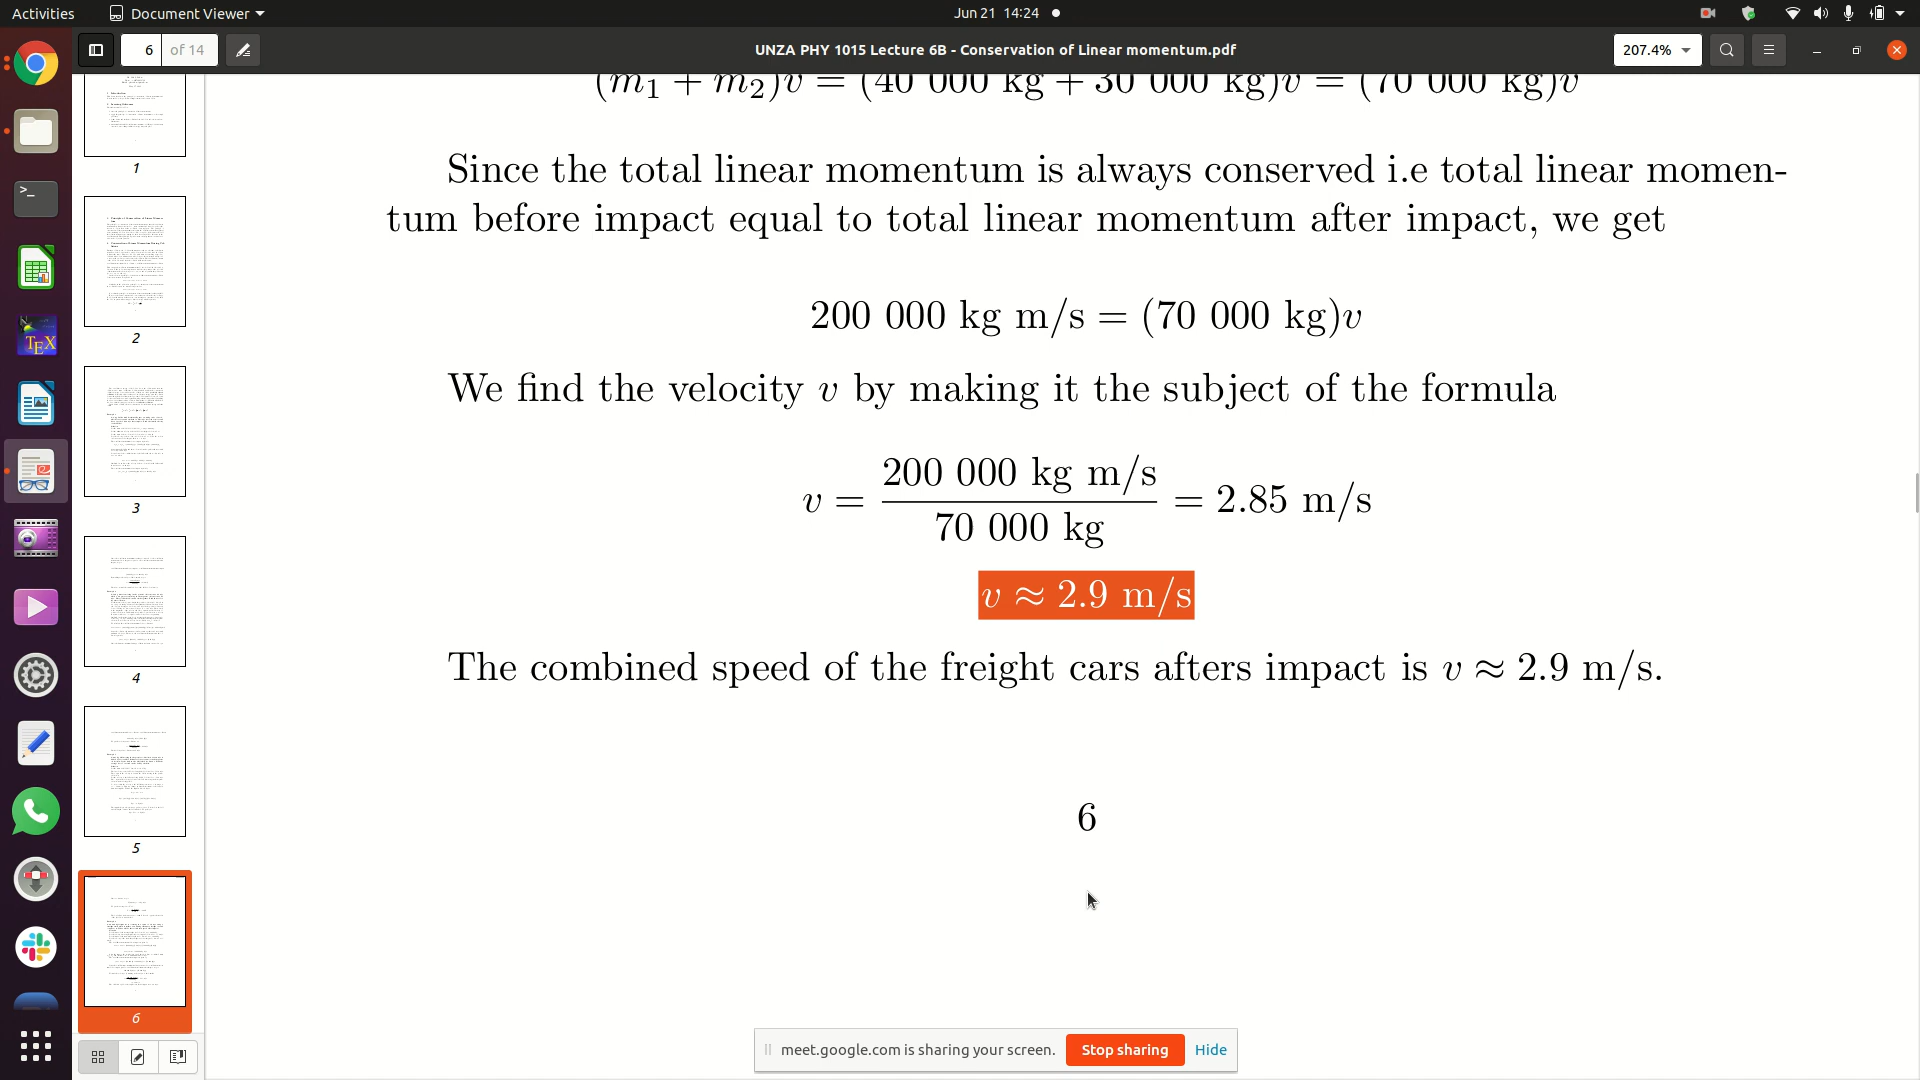 Activities
Document Viewer
Jun 21 14:24
6 of 14
UNZA PHY 1015 Lecture 6B - Conservation of Linear momentum.pdf
207.4%
(m₁ + m₂)v = (40 000 kg + 30 000 kg)v = (70 000 kg)v
Since the total linear momentum is always conserved i.e total linear momen-
tum before impact equal to total linear momentum after impact, we get
200 000 kg m/s = (70 000 kg)v
We find the velocity v by making it the subject of the formula
v = 200 000 kg m/s / 70 000 kg = 2.85 m/s
v ≈ 2.9 m/s
The combined speed of the freight cars afters impact is v ≈ 2.9 m/s.
6
1
2
3
4
5
6
TEX
meet.google.com is sharing your screen.
Stop sharing
Hide